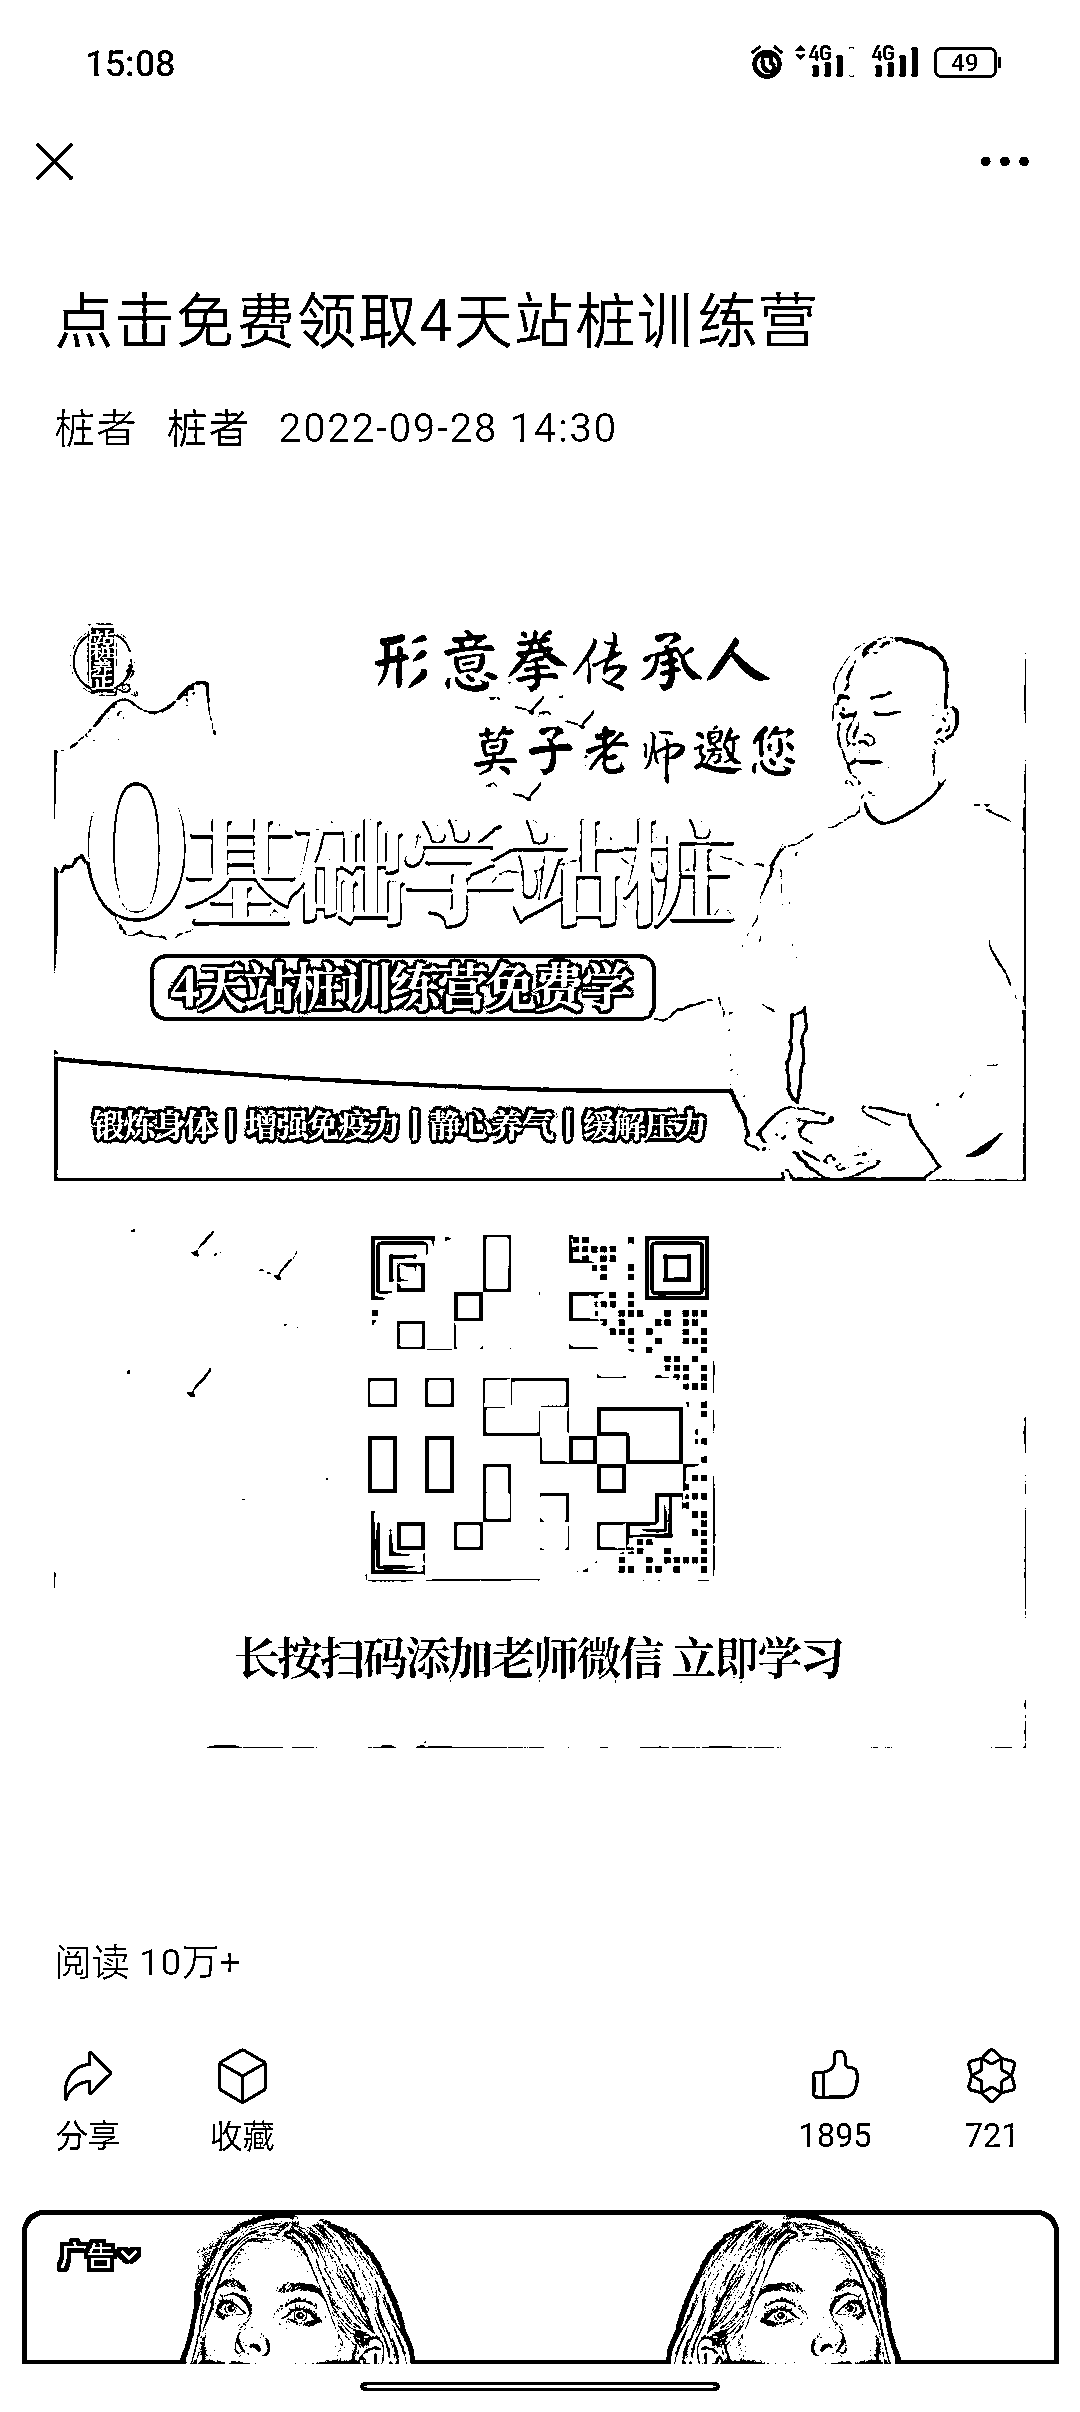 15:08
4G 4G 49
点击免费领取4天站桩训练营
桩者 桩者 2022-09-28 14:30
站桩养正
形意拳传承人
莫子老师邀您
0基础学站桩
4天站桩训练营免费学
锻炼身体 | 增强免疫力 | 静心养气 | 缓解压力
长按扫码添加老师微信 立即学习
阅读 10万+
分享 收藏 1895 721
广告